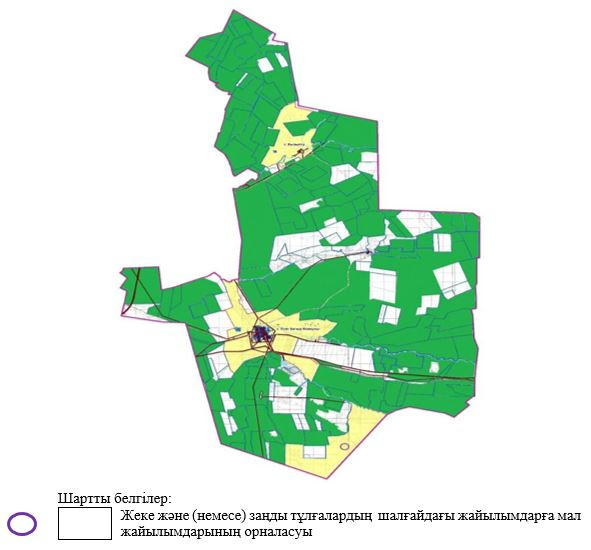 Шартты белгілер:
Жеке және (немесе) заңды тұлғалардың шалғайдағы жайылымдарға мал
жайылымдарының орналасуы